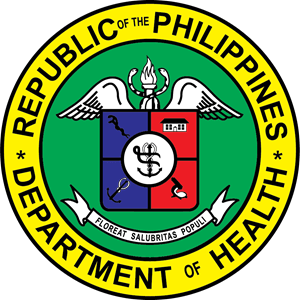 REPUBLIC OF THE PHILIPPINES
* DEPARTMENT OF HEALTH *
FLOREAT SALUBRITAS POPULI